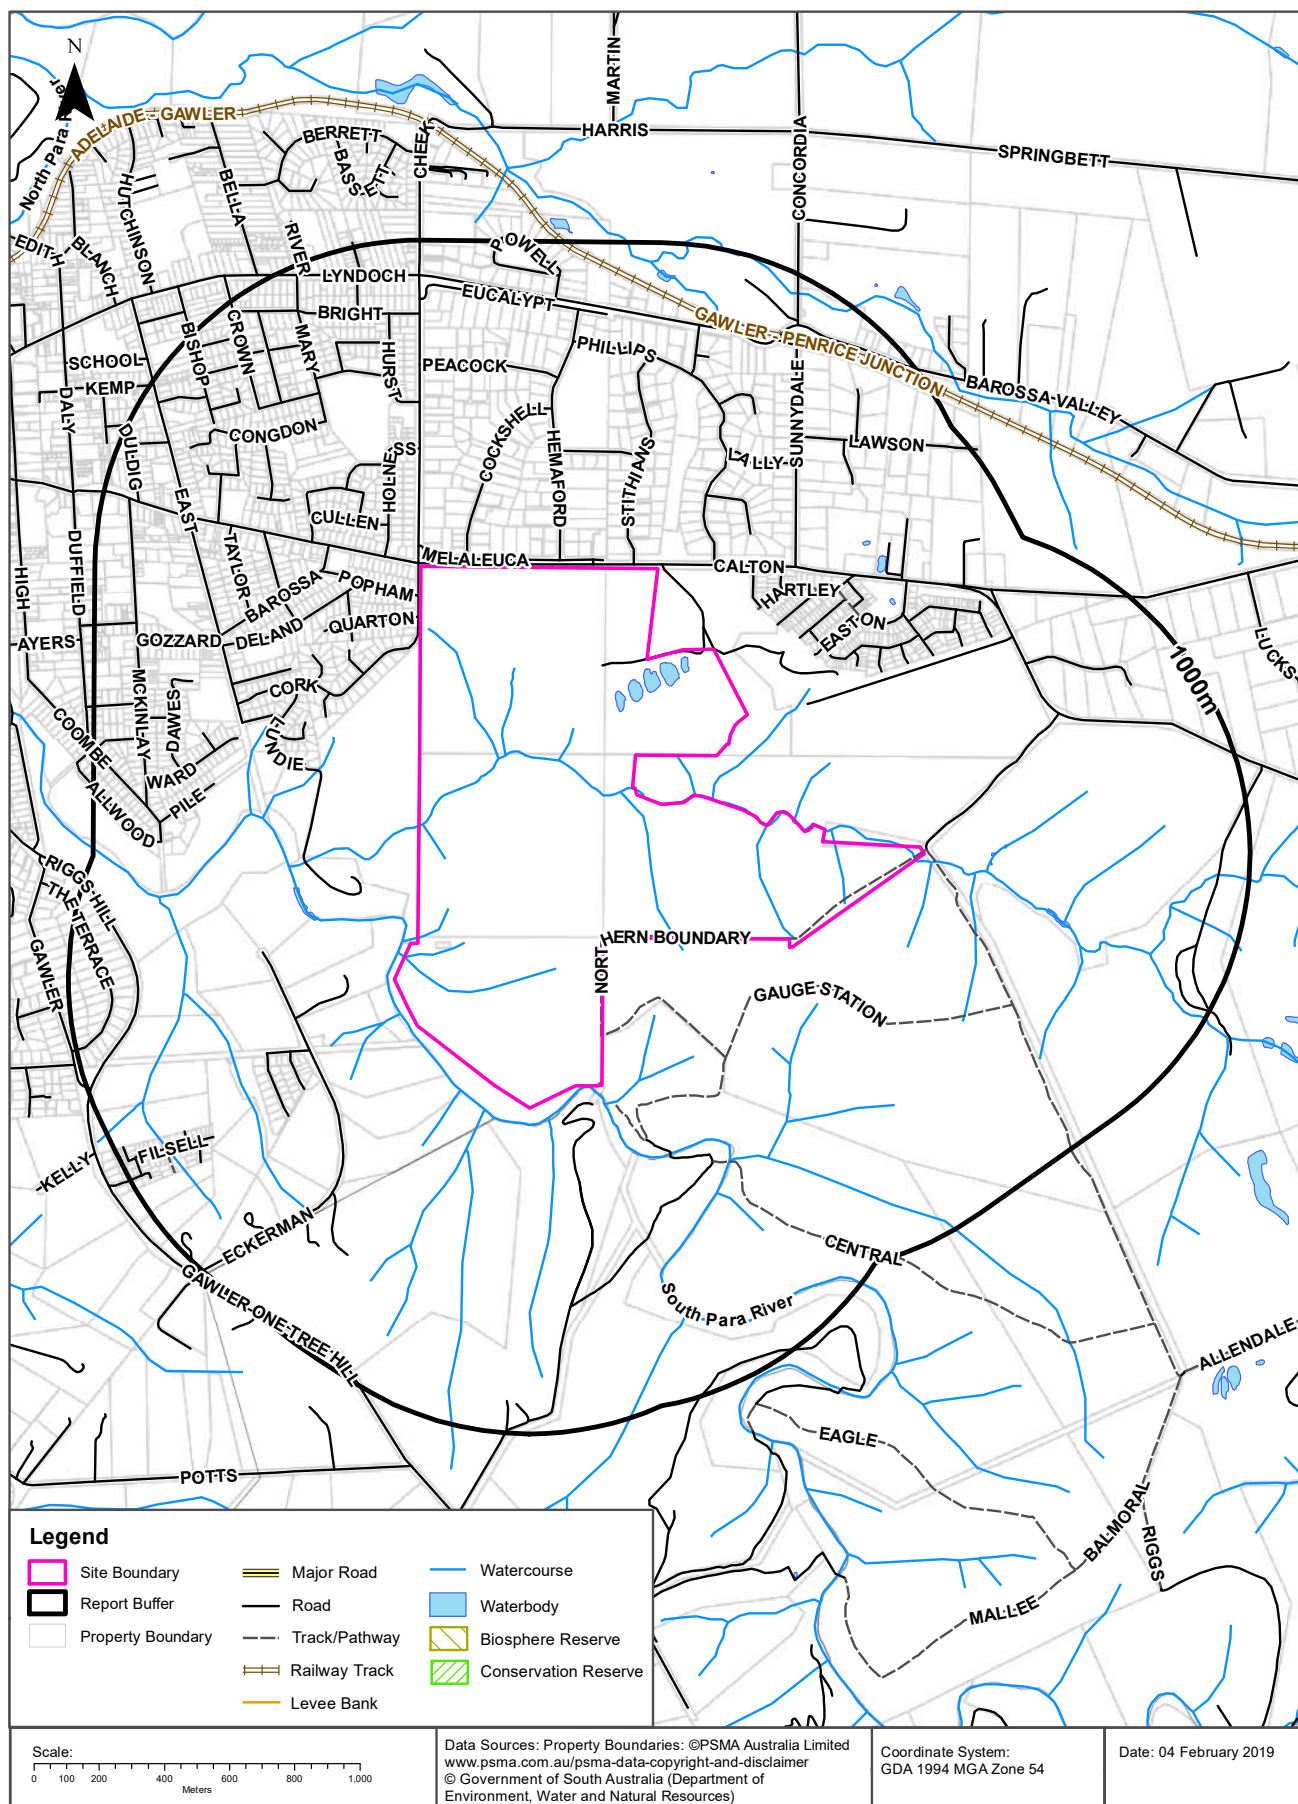 N
MARTIN
North Para River
ADELAIDE - GAWLER
BERRETT
CHEEK
HARRIS
CONCORDIA
SPRINGBETT
HUTCHINSON
BASSETT
BELLA
EDITH
BLANCH
RIVER
POWELL
LYNDOCH
EUCALYPT
BRIGHT
GAWLER - PENRICE JUNCTION
BISHOP
CROWN
MARY
HURST
PHILLIPS
SCHOOL
PEACOCK
SUNNYDALE
BAROSSA VALLEY
KEMP
DALY
DULDIG
CONGDON
COCKSHELL
HEMAFORD
STITHIANS
LALLY
LAWSON
HOLNESS
EAST
CULLEN
DUFFIELD
TAYLOR
MELALEUCA
CALTON
HIGH
BAROSSA
POPHAM
HARTLEY
AYERS
GOZZARD
DELAND
QUARTON
EASTON
LUCKS
1000m
MCKINLAY
DAWES
CORK
COOMBE
FUNDIE
WARD
ALLWOOD
PILE
RIGGS HILL
THE TERRACE
GAWLER
NORTHERN BOUNDARY
GAUGE STATION
KELLY
FILSELL
ECKERMAN
CENTRAL
GAWLER-ONE TREE HILL
South Para River
ALLENDALE
EAGLE
POTTS
BALMORAL
RIGGS
MALLEE
Legend
Site Boundary
Report Buffer
Property Boundary
Major Road
Road
Track/Pathway
Railway Track
Levee Bank
Watercourse
Waterbody
Biosphere Reserve
Conservation Reserve
Scale:
0 100 200 400 600 800 1,000
Meters
Data Sources: Property Boundaries: ©PSMA Australia Limited
www.psma.com.au/psma-data-copyright-and-disclaimer
© Government of South Australia (Department of
Environment, Water and Natural Resources)
Coordinate System:
GDA 1994 MGA Zone 54
Date: 04 February 2019